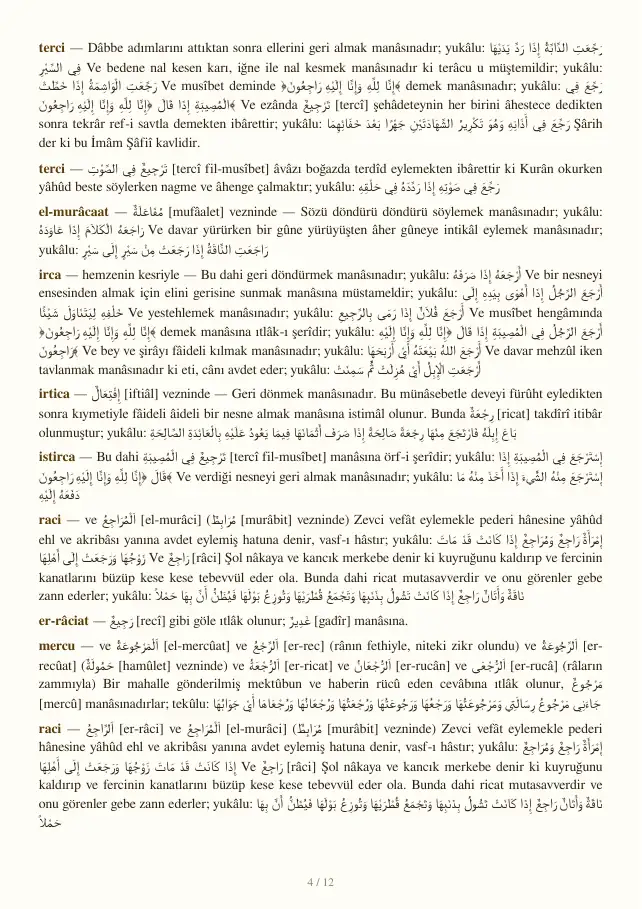 terci — Dâbbe adımlarını attıktan sonra ellerini geri almak manâsınadır; yukâlu: رَجَّعَتِ الدَّابَّةُ إِذَا رَدَّ يَدَيْهَا
فِي السَّيْرِ Ve bedene nal kesen karı, iğne ile nal kesmek manâsınadır ki terâcu u müştemildir; yukâlu:
رَجَّعَتِ الْوَاشِمَةُ إِذَا خَطَّتْ Ve musîbet deminde ﴿إِنَّا لِلّهِ وَإِنَّا إِلَيْهِ رَاجِعُونَ﴾ demek manâsınadır; yukâlu: رَجَّعَ فِي
الْمُصِيبَةِ إِذَا قَالَ ﴿إِنَّا لِلّهِ وَإِنَّا إِلَيْهِ رَاجِعُونَ﴾ Ve ezânda تَرْجِيعٌ [tercî] şehâdeteynin her birini âhestece dedikten
sonra tekrâr ref-i savtla demekten ibârettir; yukâlu: رَجَّعَ فِي أَذَانِهِ وَهُوَ تَكْرِيرُ الشَّهَادَتَيْنِ جَهْرًا بَعْدَ خَفَائِهِمَا Şârih
der ki bu İmâm Şâfiî kavlidir.
terci — تَرْجِيعٌ فِي الصَّوْتِ [tercî fil-musîbet] âvâzı boğazda terdîd eylemekten ibârettir ki Kurân okurken
yâhûd beste söylerken nagme ve âhenge çalmaktır; yukâlu: رَجَّعَ فِي صَوْتِهِ إِذَا رَدَّدَهُ فِي حَلْقِهِ
el-murâcaat — مُفَاعَلَةٌ [mufâalet] vezninde — Sözü döndürü döndürü söylemek manâsınadır; yukâlu:
رَاجَعَهُ الْكَلاَمَ إِذَا عَاوَدَهُ Ve davar yürürken bir gûne yürüyüşten âher gûneye intikâl eylemek manâsınadır;
yukâlu: رَاجَعَتِ النَّاقَةُ إِذَا رَجَعَتْ مِنْ سَيْرٍ إِلَى سَيْرٍ
irca — hemzenin kesriyle — Bu dahi geri döndürmek manâsınadır; yukâlu: أَرْجَعَهُ إِذَا صَرَفَهُ Ve bir nesneyi
ensesinden almak için elini gerisine sunmak manâsına müstameldir; yukâlu: أَرْجَعَ الرَّجُلُ إِذَا أَهْوَى بِيَدِهِ إِلَى
خَلْفِهِ لِيَتَنَاوَلَ شَيْئًا Ve yestehlemek manâsınadır; yukâlu: أَرْجَعَ فُلاَنٌ إِذَا رَمَى بِالرَّجِيعِ Ve musîbet hengâmında
﴿إِنَّا لِلّهِ وَإِنَّا إِلَيْهِ رَاجِعُونَ﴾ demek manâsına ıtlâk-ı şerîdir; yukâlu: أَرْجَعَ الرَّجُلُ فِي الْمُصِيبَةِ إِذَا قَالَ ﴿إِنَّا لِلّهِ وَإِنَّا إِلَيْهِ
رَاجِعُونَ﴾ Ve bey ve şirâyı fâideli kılmak manâsınadır; yukâlu: أَرْجَعَ اللهُ بَيْعَتَهُ أَيْ أَرْبَحَهَا Ve davar mehzûl iken
tavlanmak manâsınadır ki eti, cânı avdet eder; yukâlu: أَرْجَعَتِ الْإِبِلُ أَيْ هُزِلَتْ ثُمَّ سَمِنَتْ
irtica — إِفْتِعَالٌ [iftiâl] vezninde — Geri dönmek manâsınadır. Bu münâsebetle deveyi fürûht eyledikten
sonra kıymetiyle fâideli âideli bir nesne almak manâsına istimâl olunur. Bunda رِجْعَةٌ [ricat] takdîrî itibâr
olunmuştur; yukâlu: بَاعَ إِبِلَهُ فَارْتَجَعَ مِنْهَا رِجْعَةً صَالِحَةً إِذَا صَرَفَ أَثْمَانَهَا فِيمَا يَعُودُ عَلَيْهِ بِالْعَائِدَةِ الصَّالِحَةِ
istirca — Bu dahi تَرْجِيعٌ فِي الْمُصِيبَةِ [tercî fil-musîbet] manâsına örf-i şerîdir; yukâlu: إِسْتَرْجَعَ فِي الْمُصِيبَةِ إِذَا
قَالَ ﴿إِنَّا لِلّهِ وَإِنَّا إِلَيْهِ رَاجِعُونَ﴾ Ve verdiği nesneyi geri almak manâsınadır; yukâlu: إِسْتَرْجَعَ مِنْهُ الشَّيْءَ إِذَا أَخَذَ مِنْهُ مَا
دَفَعَهُ إِلَيْهِ
raci — ve اَلْمُرَاجِعُ [el-murâci] (مُرَابِطٌ [murâbit] vezninde) Zevci vefât eylemekle pederi hânesine yâhûd
ehl ve akribâsı yanına avdet eylemiş hatuna denir, vasf-ı hâstır; yukâlu: إِمْرَأَةٌ رَاجِعٌ وَمُرَاجِعٌ إِذَا كَانَتْ قَدْ مَاتَ
زَوْجُهَا وَرَجَعَتْ إِلَى أَهْلِهَا Ve رَاجِعٌ [râci] Şol nâkaya ve kancık merkebe denir ki kuyruğunu kaldırıp ve fercinin
kanatlarını büzüp kese kese tebevvül eder ola. Bunda dahi ricat mutasavverdir ve onu görenler gebe
zann ederler; yukâlu: نَاقَةٌ وَأَتَانٌ رَاجِعٌ إِذَا كَانَتْ تَشُولُ بِذَنَبِهَا وَتَجْمَعُ قُطْرَيْهَا وَتُوزِعُ بَوْلَهَا فَيُظَنُّ أَنَّ بِهَا حَمْلاً
er-râciat — رَجِيعٌ [recî] gibi göle ıtlâk olunur; غَدِيرٌ [gadîr] manâsına.
mercu — ve اَلْمَرْجُوعَةُ [el-mercûat] ve اَلرَّجْعُ [er-rec] (rânın fethiyle, niteki zikr olundu) ve اَلرَّجُوعَةُ [er-
recûat] (حَمُولَةٌ [hamûlet] vezninde) ve اَلرَّجْعَةُ [er-ricat] ve اَلرُّجْعَانُ [er-rucân] ve اَلرُّجْعَى [er-rucâ] (râların
zammıyla) Bir mahalle gönderilmiş mektûbun ve haberin rücû eden cevâbına ıtlâk olunur, مَرْجُوعٌ
[mercû] manâsınadırlar; tekûlu: جَاءَنِي مَرْجُوعُ رِسَالَتِي وَمَرْجُوعَتُهَا وَرَجْعُهَا وَرَجُوعَتُهَا وَرُجْعَتُهَا وَرُجْعَانُهَا وَرُجْعَاهَا أَيْ جَوَابُهَا
raci — اَلرَّاجِعُ [er-râci] ve اَلْمُرَاجِعُ [el-murâci] (مُرَابِطٌ [murâbit] vezninde) Zevci vefât eylemekle pederi
hânesine yâhûd ehl ve akribâsı yanına avdet eylemiş hatuna denir, vasf-ı hâstır; yukâlu: إِمْرَأَةٌ رَاجِعٌ وَمُرَاجِعٌ
إِذَا كَانَتْ قَدْ مَاتَ زَوْجُهَا وَرَجَعَتْ إِلَى أَهْلِهَا Ve رَاجِعٌ [râci] Şol nâkaya ve kancık merkebe denir ki kuyruğunu
kaldırıp ve fercinin kanatlarını büzüp kese kese tebevvül eder ola. Bunda dahi ricat mutasavverdir ve
onu görenler gebe zann ederler; yukâlu: نَاقَةٌ وَأَتَانٌ رَاجِعٌ إِذَا كَانَتْ تَشُولُ بِذَنَبِهَا وَتَجْمَعُ قُطْرَيْهَا وَتُوزِعُ بَوْلَهَا فَيُظَنُّ أَنَّ بِهَا
حَمْلاً
4 / 12